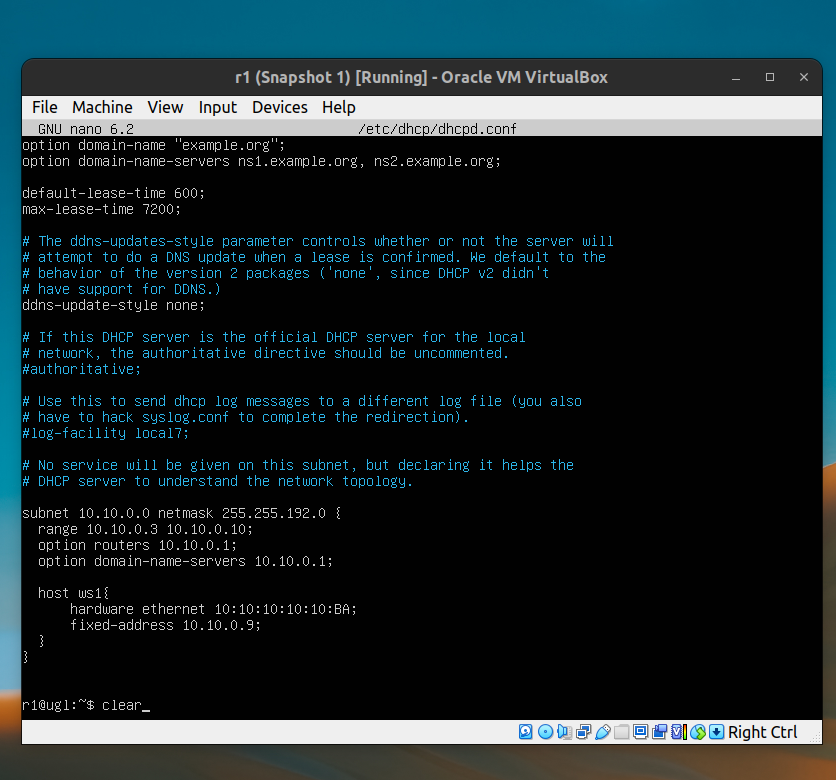 r1 (Snapshot 1) [Running] - Oracle VM VirtualBox
File Machine View Input Devices Help
GNU nano 6.2 /etc/dhcp/dhcpd.conf
option domain-name "example.org";
option domain-name-servers ns1.example.org, ns2.example.org;
default-lease-time 600;
max-lease-time 7200;
# The ddns-updates-style parameter controls whether or not the server will
# attempt to do a DNS update when a lease is confirmed. We default to the
# behavior of the version 2 packages ('none', since DHCP v2 didn't
# have support for DDNS.)
ddns-update-style none;
# If this DHCP server is the official DHCP server for the local
# network, the authoritative directive should be uncommented.
#authoritative;
# Use this to send dhcp log messages to a different log file (you also
# have to hack syslog.conf to complete the redirection).
#log-facility local7;
# No service will be given on this subnet, but declaring it helps the
# DHCP server to understand the network topology.
subnet 10.10.0.0 netmask 255.255.192.0 {
range 10.10.0.3 10.10.0.10;
option routers 10.10.0.1;
option domain-name-servers 10.10.0.1;
host ws1{
hardware ethernet 10:10:10:10:10:BA;
fixed-address 10.10.0.9;
}
}
r1@ugl:~$ clear_
Right Ctrl